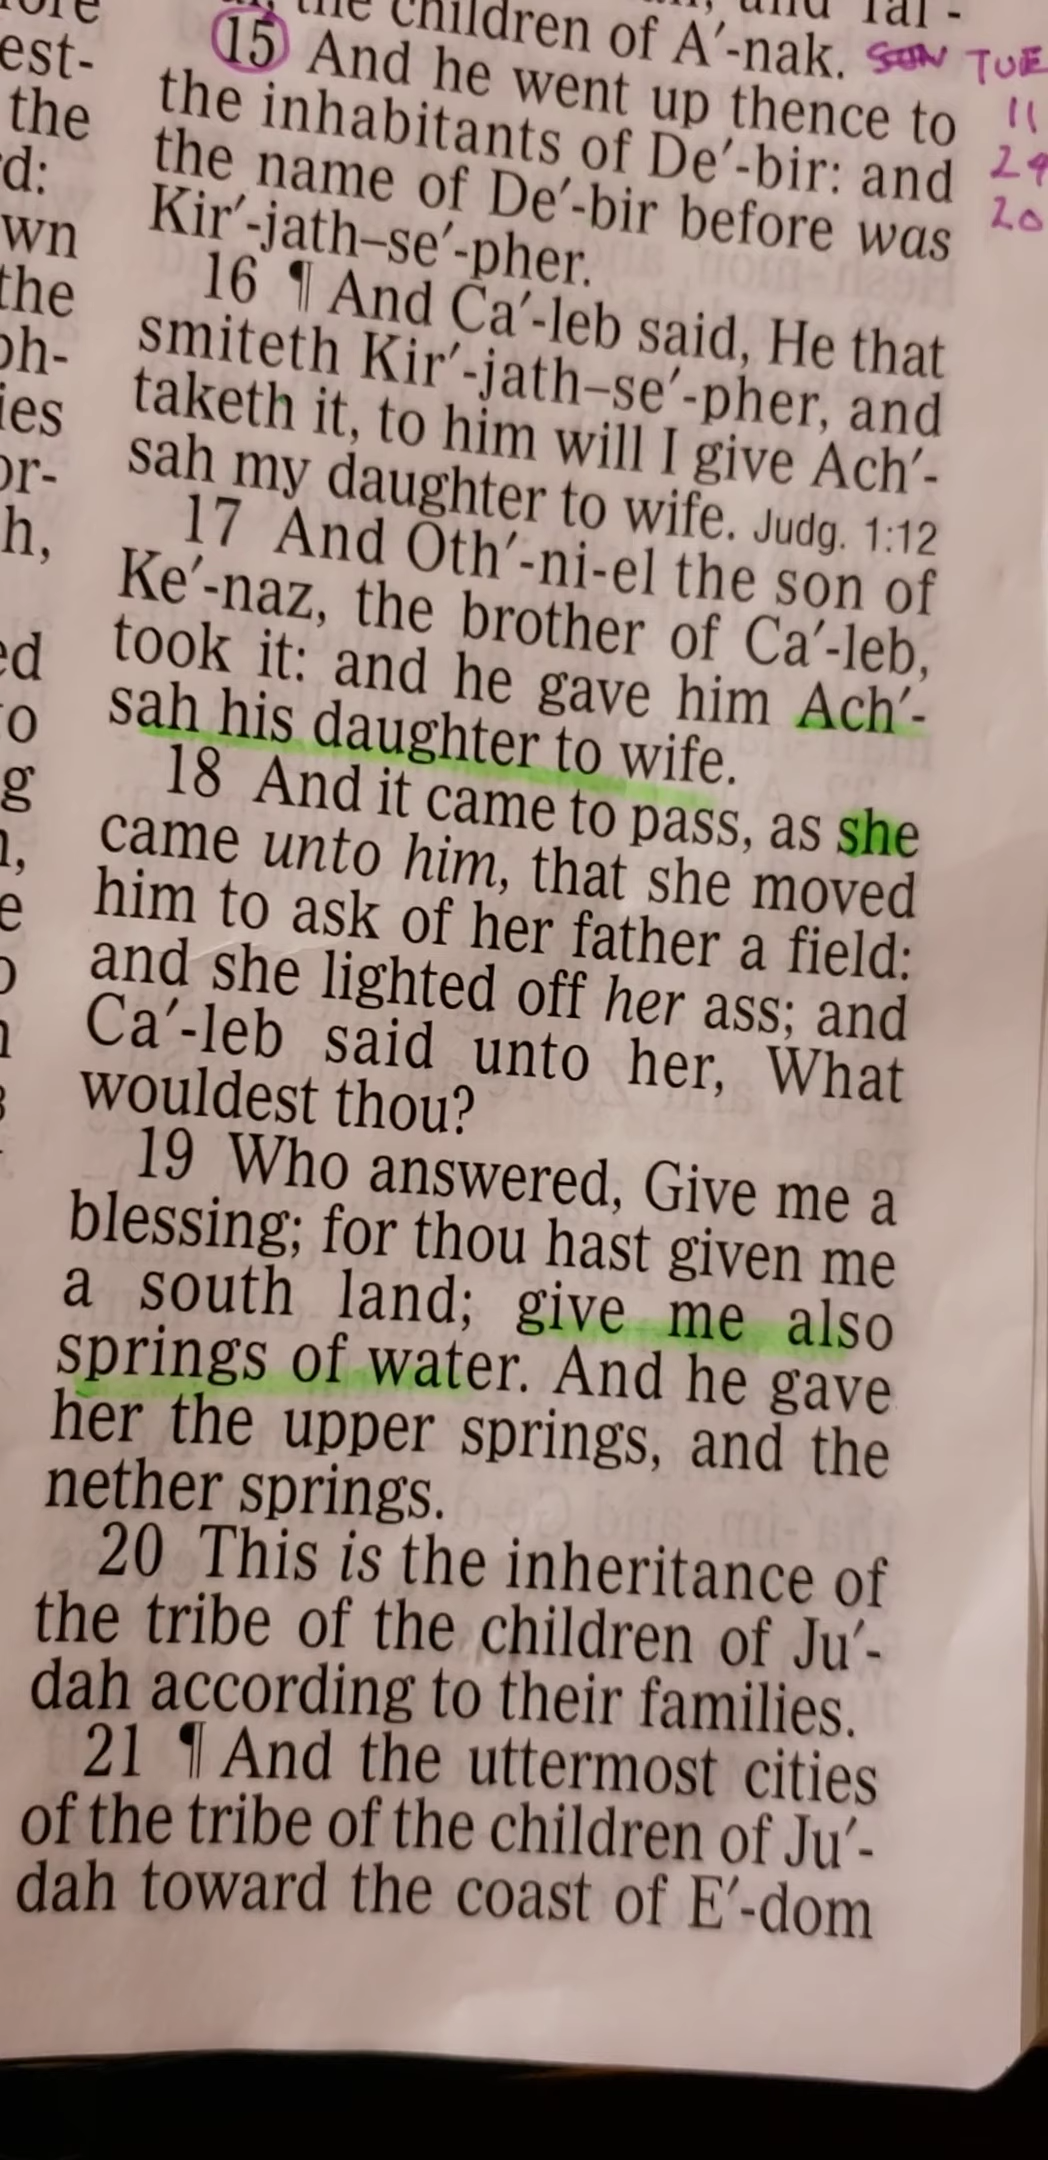 the children of A′-nak.
15 And he went up thence to
the inhabitants of De′-bir: and
the name of De′-bir before was
Kir′-jath–se′-pher.
16 ¶ And Ca′-leb said, He that
smiteth Kir′-jath–se′-pher, and
taketh it, to him will I give Ach′-
sah my daughter to wife. Judg. 1:12
17 And Oth′-ni-el the son of
Ke′-naz, the brother of Ca′-leb,
took it: and he gave him Ach′-
sah his daughter to wife.
18 And it came to pass, as she
came unto him, that she moved
him to ask of her father a field:
and she lighted off her ass; and
Ca′-leb said unto her, What
wouldest thou?
19 Who answered, Give me a
blessing; for thou hast given me
a south land; give me also
springs of water. And he gave
her the upper springs, and the
nether springs.
20 This is the inheritance of
the tribe of the children of Ju′-
dah according to their families.
21 ¶ And the uttermost cities
of the tribe of the children of Ju′-
dah toward the coast of E′-dom
TUE
11
29
20
est-
the
d:
wn
the
ies
or-
h,